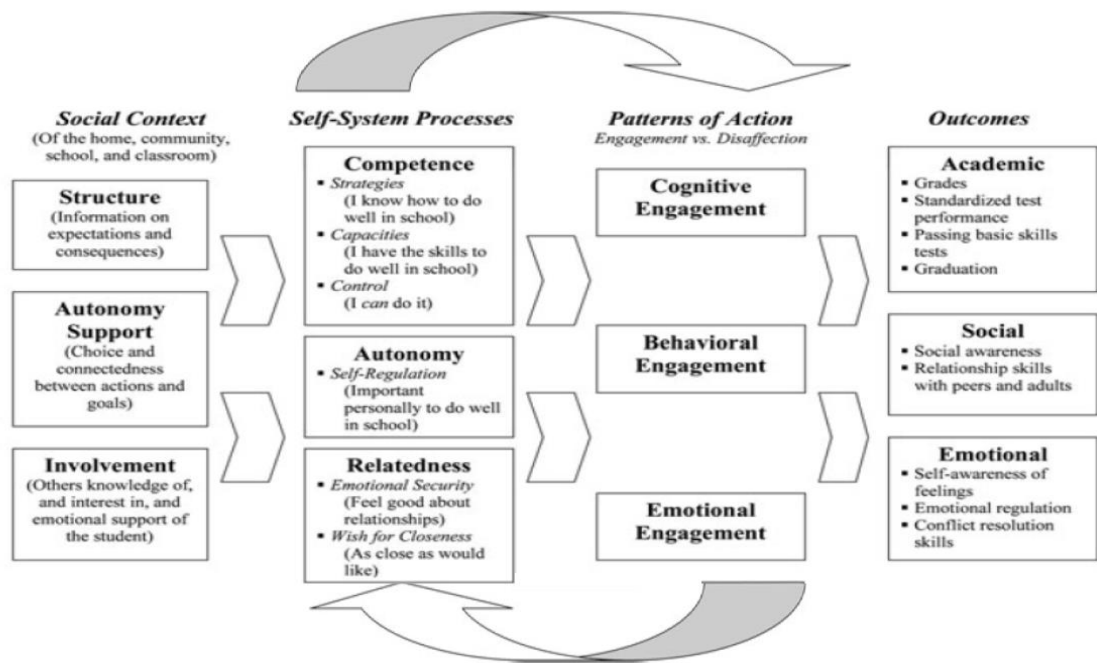 Social Context
(Of the home, community,
school, and classroom)
Structure
(Information on
expectations and
consequences)
Autonomy
Support
(Choice and
connectedness
between actions and
goals)
Involvement
(Others knowledge of,
and interest in, and
emotional support of
the student)
Self-System Processes
Competence
▪ Strategies
(I know how to do
well in school)
▪ Capacities
(I have the skills to
do well in school)
▪ Control
(I can do it)
Autonomy
▪ Self-Regulation
(Important
personally to do well
in school)
Relatedness
▪ Emotional Security
(Feel good about
relationships)
▪ Wish for Closeness
(As close as would
like)
Patterns of Action
Engagement vs. Disaffection
Cognitive
Engagement
Behavioral
Engagement
Emotional
Engagement
Outcomes
Academic
▪ Grades
▪ Standardized test
performance
▪ Passing basic skills
tests
▪ Graduation
Social
▪ Social awareness
▪ Relationship skills
with peers and adults
Emotional
▪ Self-awareness of
feelings
▪ Emotional regulation
▪ Conflict resolution
skills